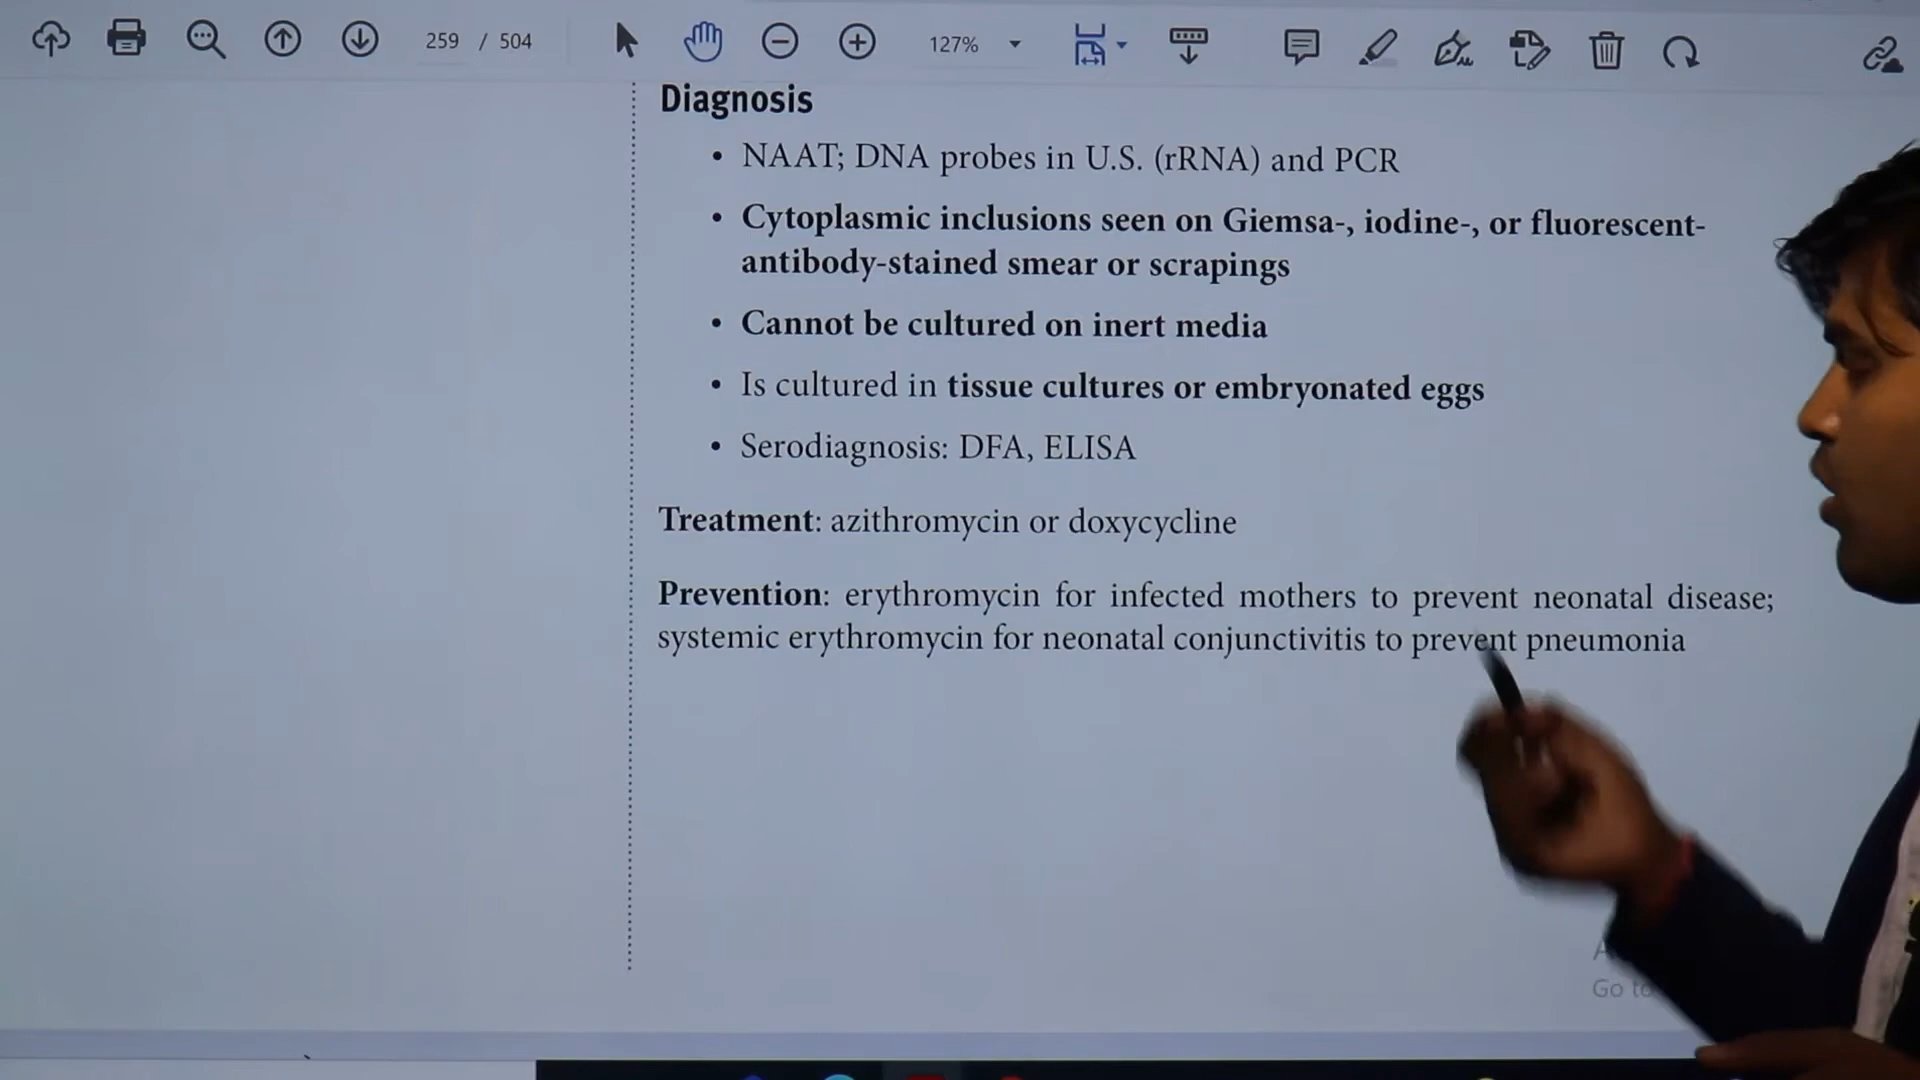 259 / 504
127%
Diagnosis
• NAAT; DNA probes in U.S. (rRNA) and PCR
• Cytoplasmic inclusions seen on Giemsa-, iodine-, or fluorescent-
antibody-stained smear or scrapings
• Cannot be cultured on inert media
• Is cultured in tissue cultures or embryonated eggs
• Serodiagnosis: DFA, ELISA
Treatment: azithromycin or doxycycline
Prevention: erythromycin for infected mothers to prevent neonatal disease;
systemic erythromycin for neonatal conjunctivitis to prevent pneumonia
Go to